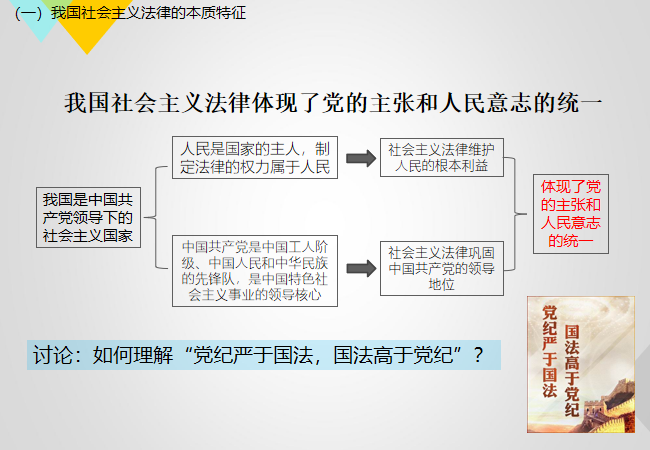 （一）我国社会主义法律的本质特征
我国社会主义法律体现了党的主张和人民意志的统一
我国是中国共
产党领导下的
社会主义国家
人民是国家的主人，制
定法律的权力属于人民
社会主义法律维护
人民的根本利益
中国共产党是中国工人阶
级、中国人民和中华民族
的先锋队，是中国特色社
会主义事业的领导核心
社会主义法律巩固
中国共产党的领导
地位
体现了党
的主张和
人民意志
的统一
讨论：如何理解“党纪严于国法，国法高于党纪”？
党纪严于国法
国法高于党纪